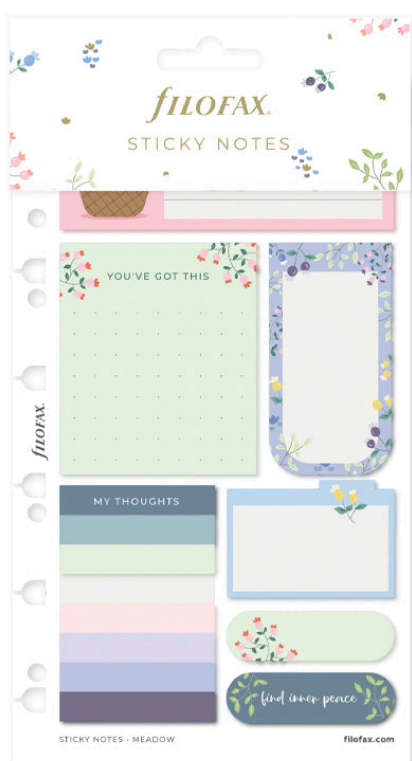 fILOFAX
STICKY NOTES
YOU'VE GOT THIS
fILOFAX
MY THOUGHTS
find inner peace
STICKY NOTES • MEADOW
filofax.com